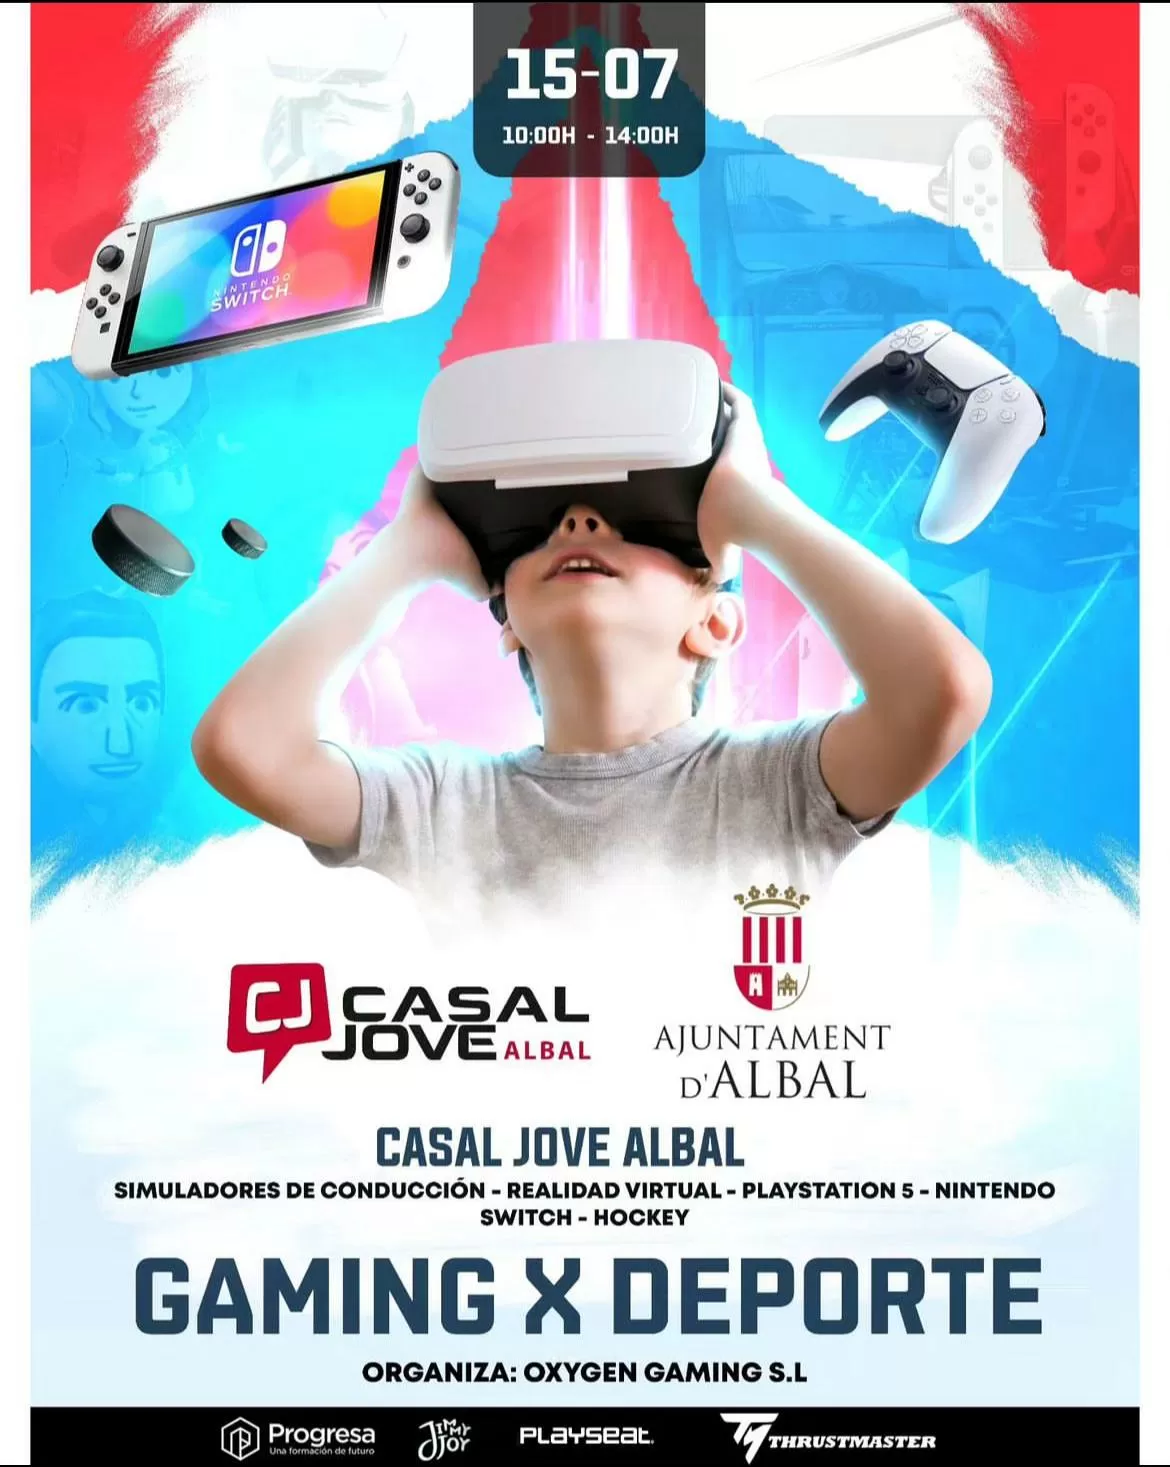 15-07
10:00H - 14:00H
NINTENDO
SWITCH
CJ CASAL
JOVE ALBAL
AJUNTAMENT
D'ALBAL
CASAL JOVE ALBAL
SIMULADORES DE CONDUCCIÓN - REALIDAD VIRTUAL - PLAYSTATION 5 - NINTENDO
SWITCH - HOCKEY
GAMING X DEPORTE
ORGANIZA: OXYGEN GAMING S.L
Progresa
Una formación de futuro
JIMMY
JOY
PLAYSEAT.
THRUSTMASTER